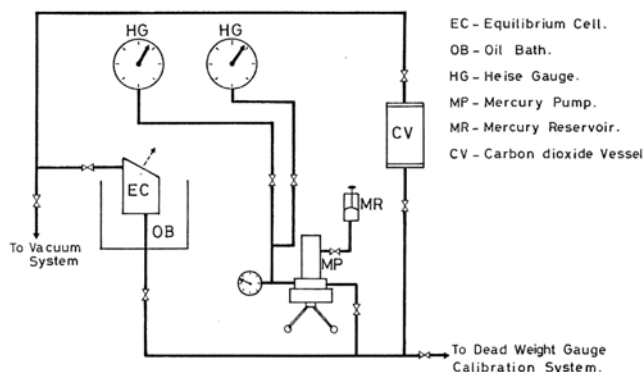 HG
HG
EC – Equilibrium Cell.
OB – Oil Bath.
HG – Heise Gauge.
MP – Mercury Pump.
MR – Mercury Reservoir.
CV – Carbon dioxide Vessel
CV
EC
MR
OB
MP
To Vacuum
System
To Dead Weight Gauge
Calibration System.